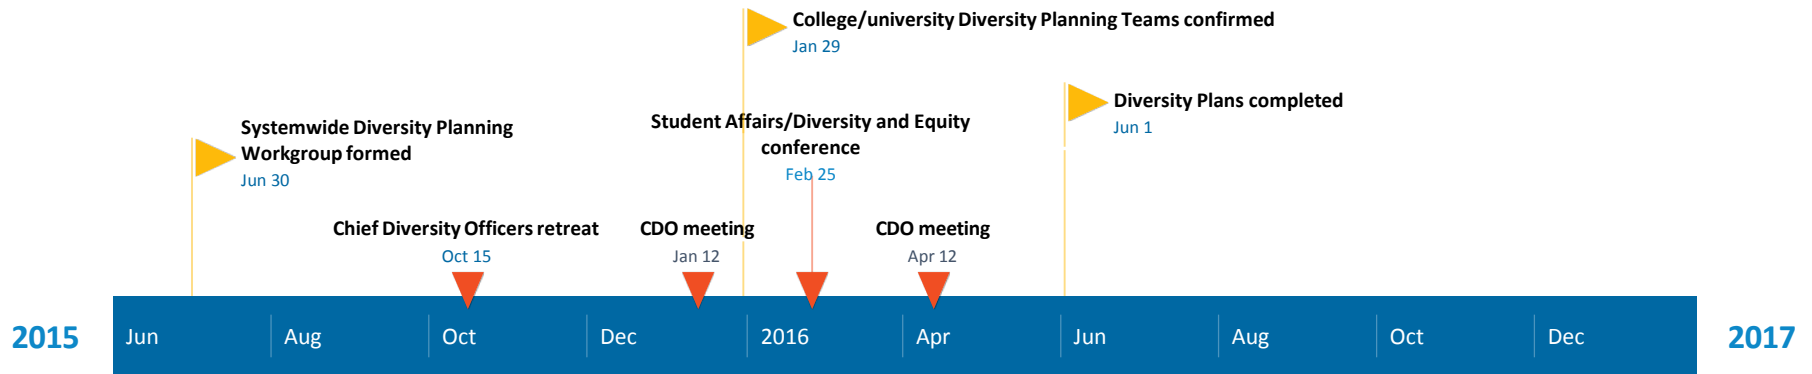 College/university Diversity Planning Teams confirmed
Jan 29
Diversity Plans completed
Jun 1
Systemwide Diversity Planning
Workgroup formed
Jun 30
Student Affairs/Diversity and Equity
conference
Feb 25
Chief Diversity Officers retreat
Oct 15
CDO meeting
Jan 12
CDO meeting
Apr 12
2015
Jun
Aug
Oct
Dec
2016
Apr
Jun
Aug
Oct
Dec
2017